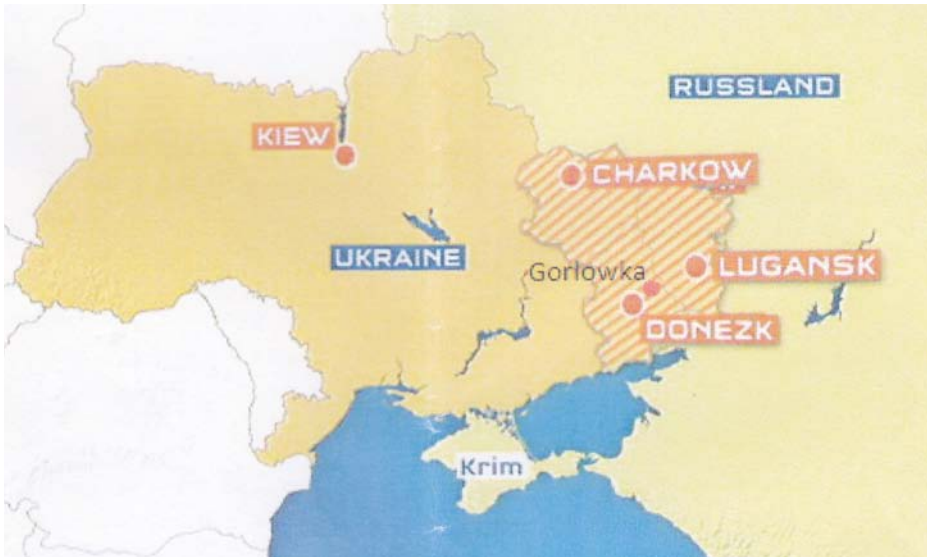 RUSSLAND
KIEW
CHARKOW
UKRAINE
Gorlowka
LUGANSK
DONEZK
Krim